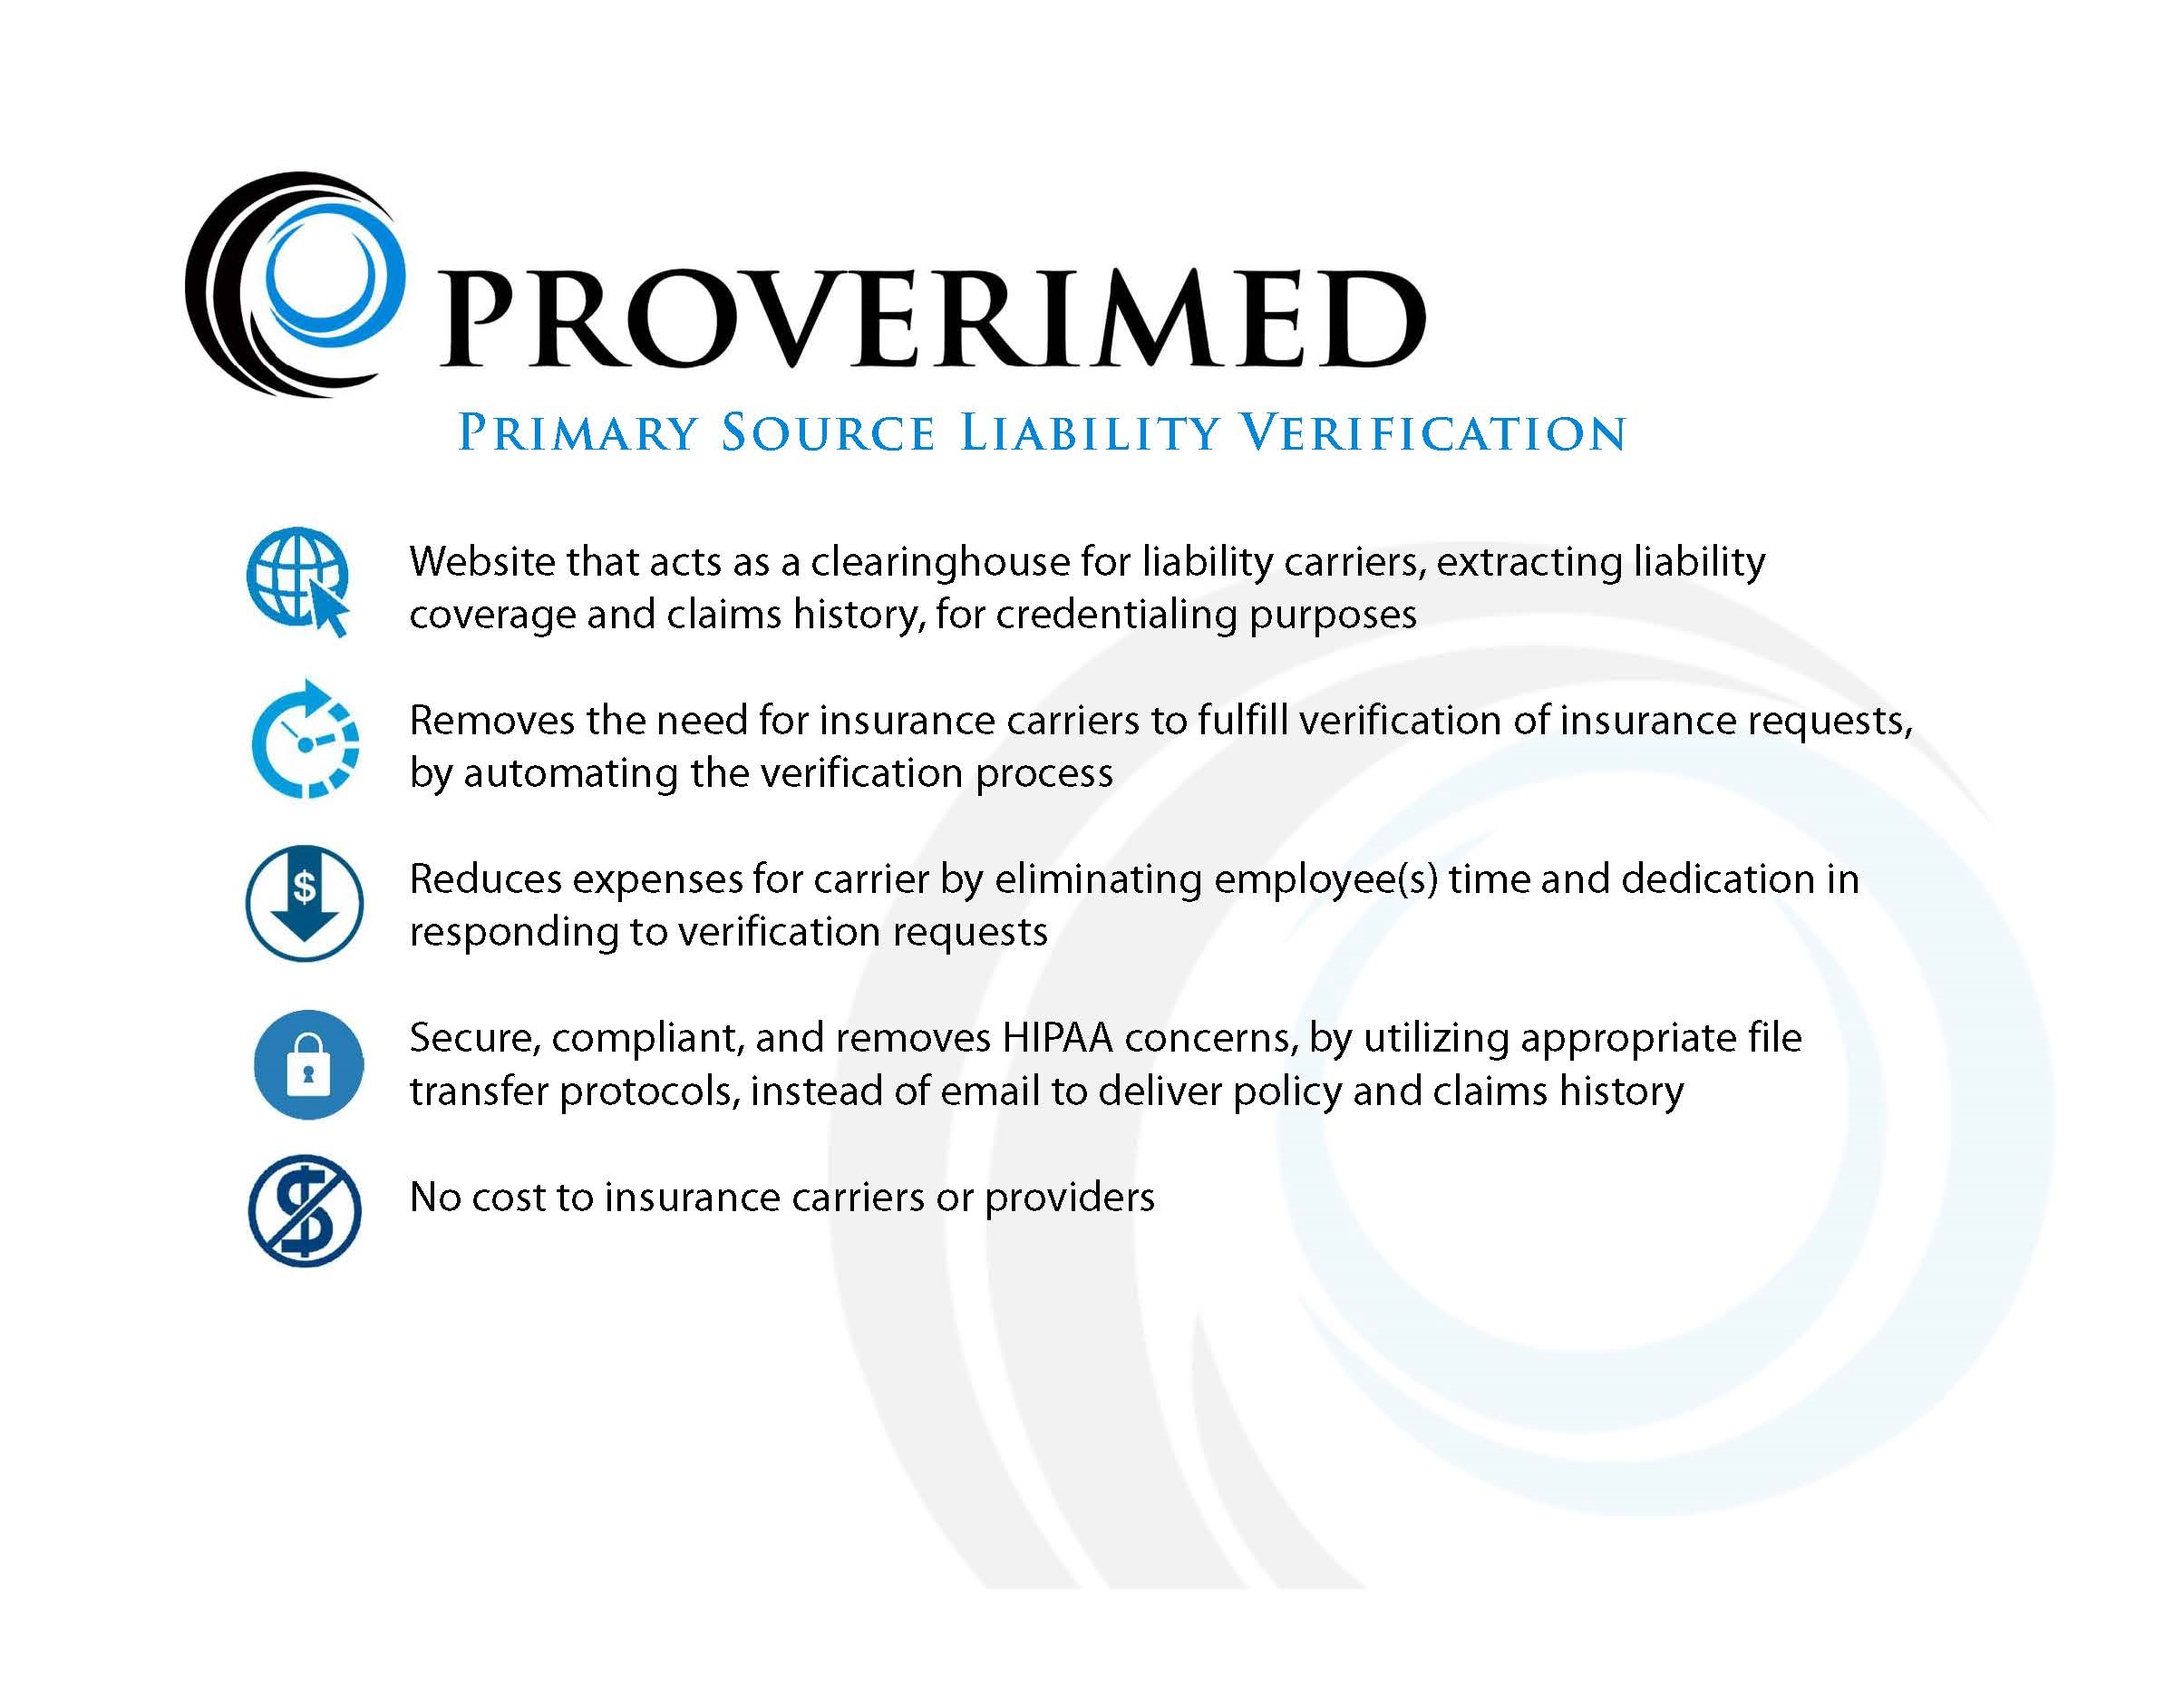 PROVERIMED
PRIMARY SOURCE LIABILITY VERIFICATION
Website that acts as a clearinghouse for liability carriers, extracting liability
coverage and claims history, for credentialing purposes
Removes the need for insurance carriers to fulfill verification of insurance requests,
by automating the verification process
$
Reduces expenses for carrier by eliminating employee(s) time and dedication in
responding to verification requests
Secure, compliant, and removes HIPAA concerns, by utilizing appropriate file
transfer protocols, instead of email to deliver policy and claims history
$
No cost to insurance carriers or providers